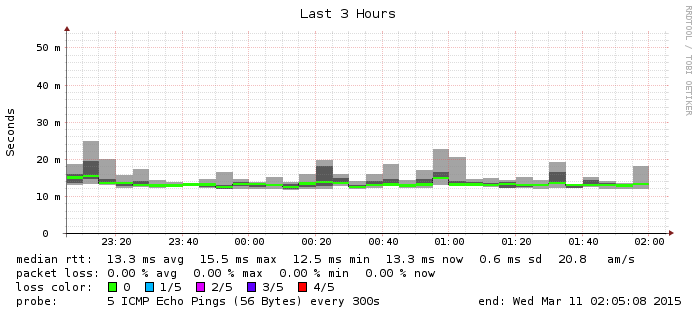 Last 3 Hours
RRDTOOL / TOBI OETIKER
Seconds
50 m
40 m
30 m
20 m
10 m
0
23:20 23:40 00:00 00:20 00:40 01:00 01:20 01:40 02:00
median rtt: 13.3 ms avg 15.5 ms max 12.5 ms min 13.3 ms now 0.6 ms sd 20.8 am/s
packet loss: 0.00 % avg 0.00 % max 0.00 % min 0.00 % now
loss color: 0 1/5 2/5 3/5 4/5
probe: 5 ICMP Echo Pings (56 Bytes) every 300s end: Wed Mar 11 02:05:08 2015